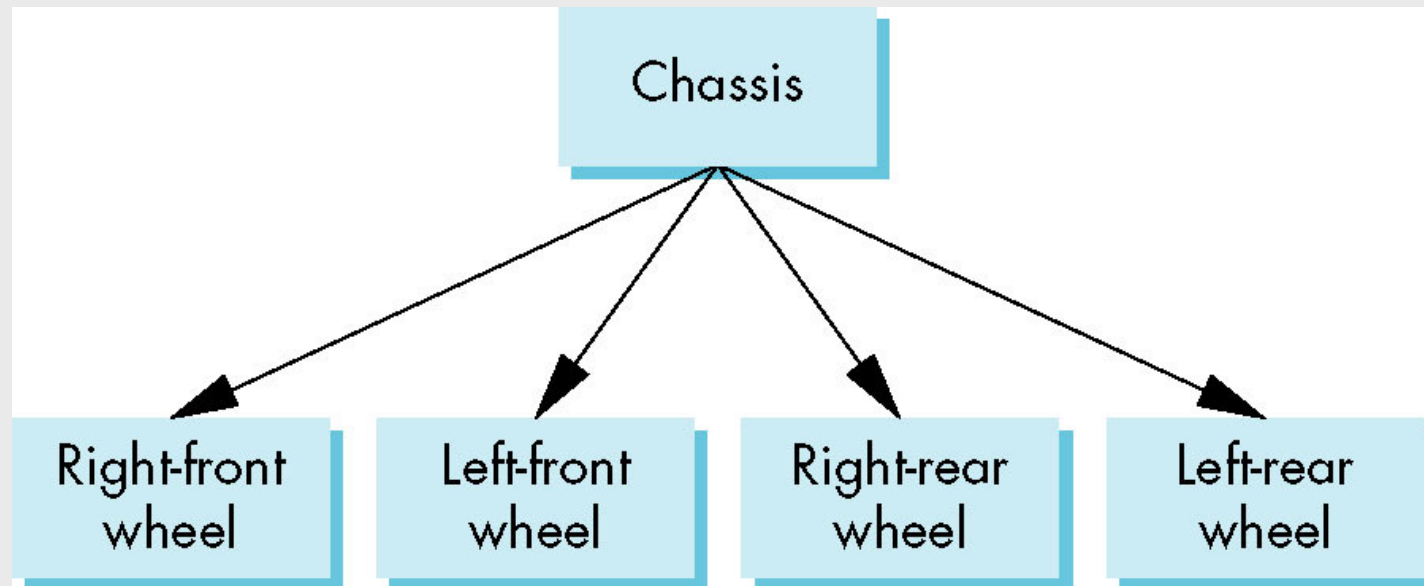 Chassis
Right-front
wheel
Left-front
wheel
Right-rear
wheel
Left-rear
wheel